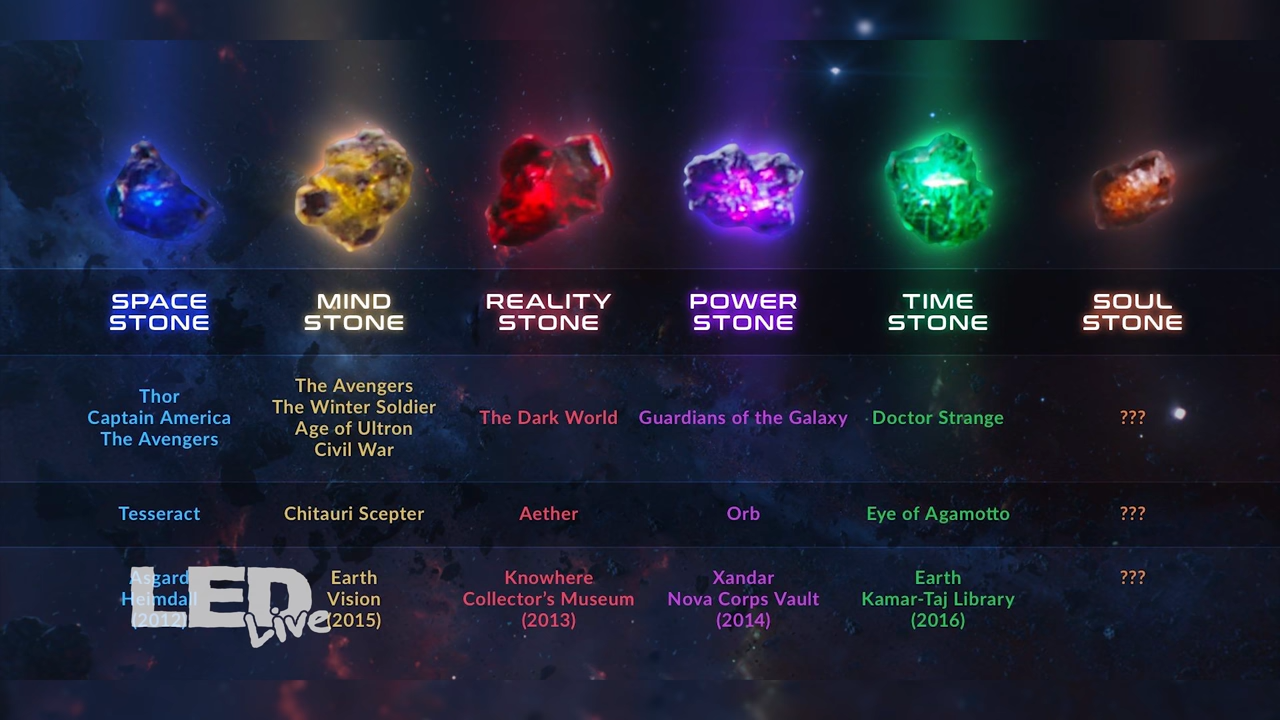 SPACE
STONE
MIND
STONE
REALITY
STONE
POWER
STONE
TIME
STONE
SOUL
STONE
Thor
Captain America
The Avengers
The Avengers
The Winter Soldier
Age of Ultron
Civil War
The Dark World
Guardians of the Galaxy
Doctor Strange
???
Tesseract
Chitauri Scepter
Aether
Orb
Eye of Agamotto
???
Asgard
Heimdall
(2012)
Earth
Vision
(2015)
Knowhere
Collector's Museum
(2013)
Xandar
Nova Corps Vault
(2014)
Earth
Kamar-Taj Library
(2016)
???
LED
Live